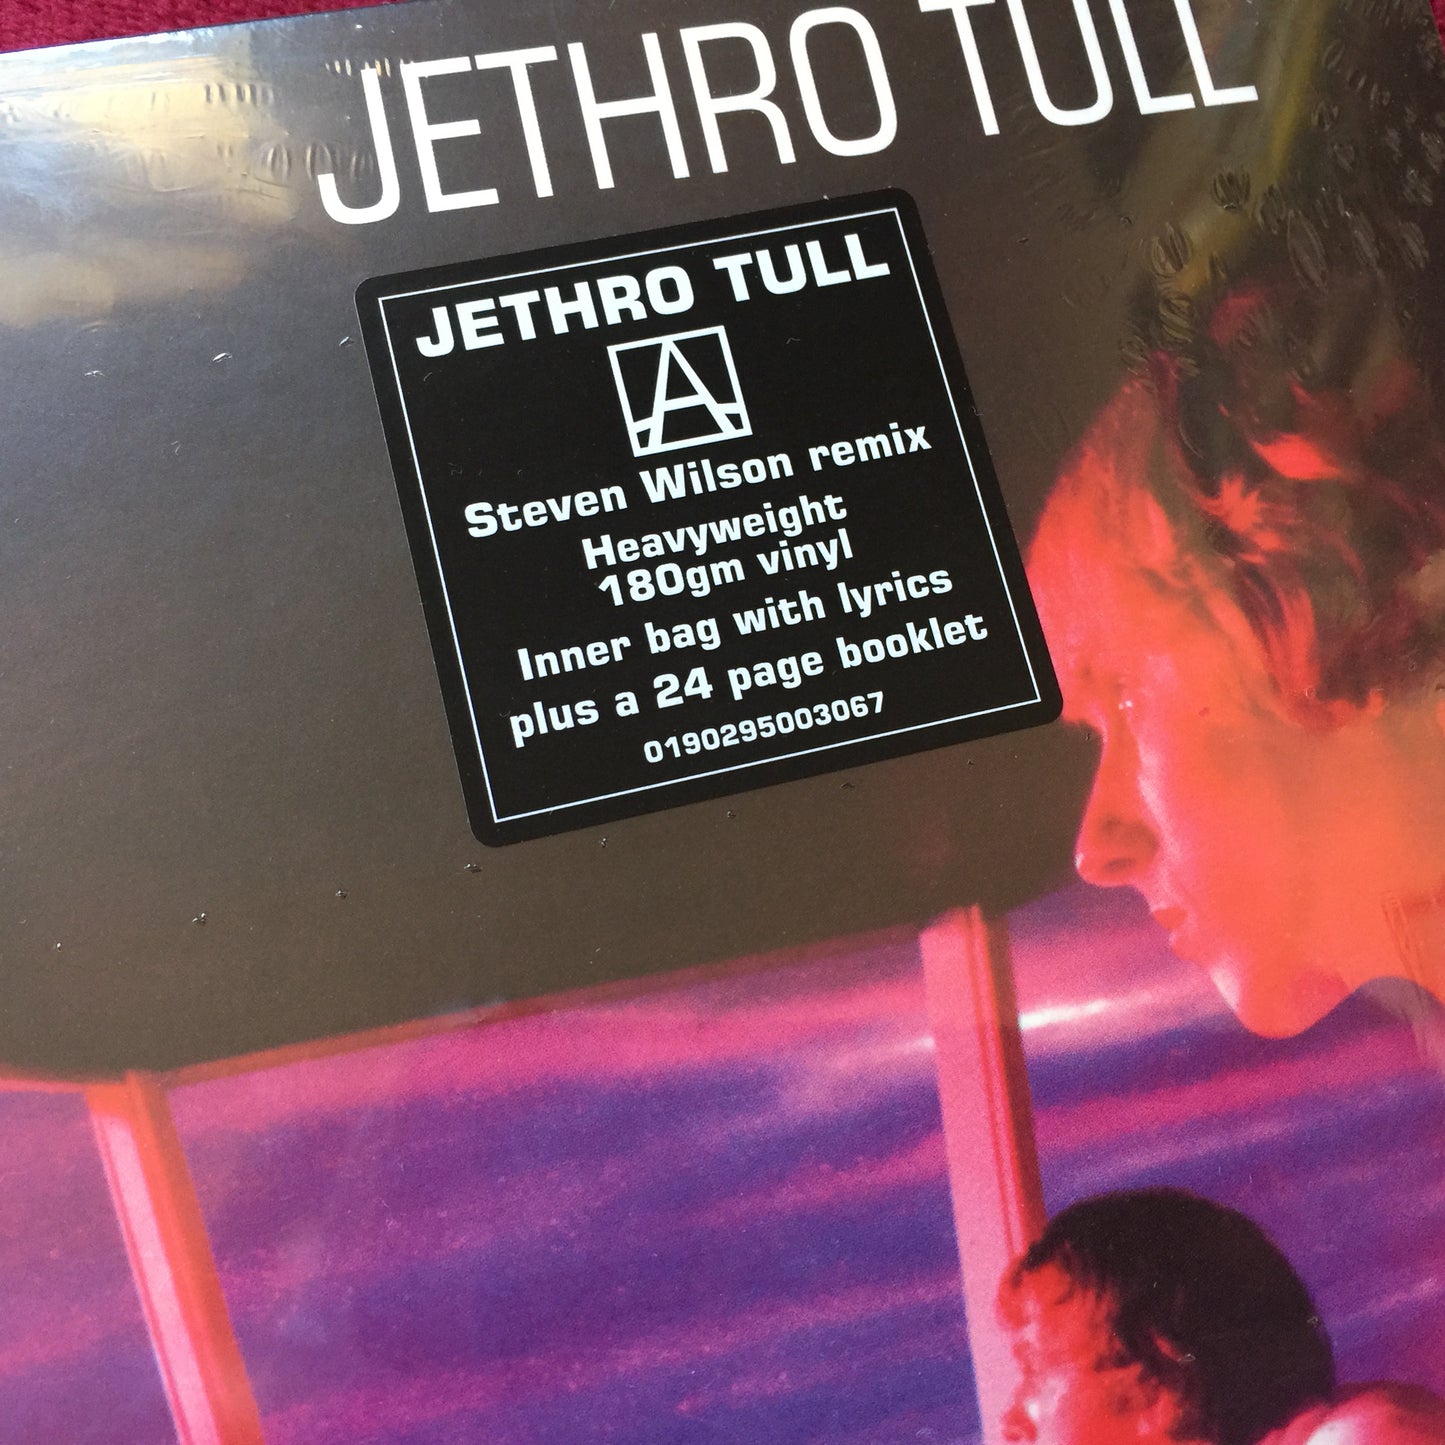 JETHRO TULL
JETHRO TULL
A
Steven Wilson remix
Heavyweight
180gm vinyl
Inner bag with lyrics
plus a 24 page booklet
0190295003067